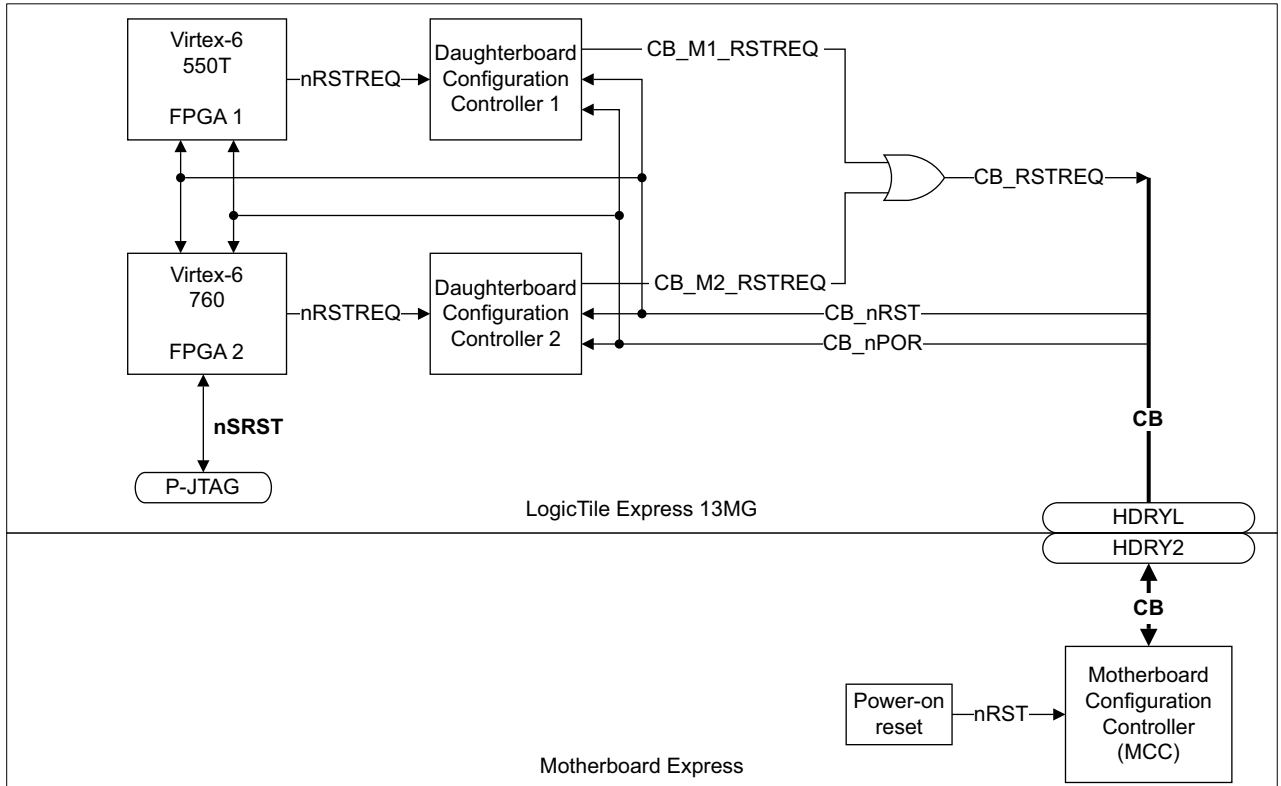 Virtex-6
550T
FPGA 1
nRSTREQ
Daughterboard
Configuration
Controller 1
CB_M1_RSTREQ
CB_RSTREQ
Virtex-6
760
FPGA 2
nRSTREQ
Daughterboard
Configuration
Controller 2
CB_M2_RSTREQ
CB_nRST
CB_nPOR
nSRST
P-JTAG
CB
LogicTile Express 13MG
HDRYL
HDRY2
CB
Power-on
reset
nRST
Motherboard
Configuration
Controller
(MCC)
Motherboard Express